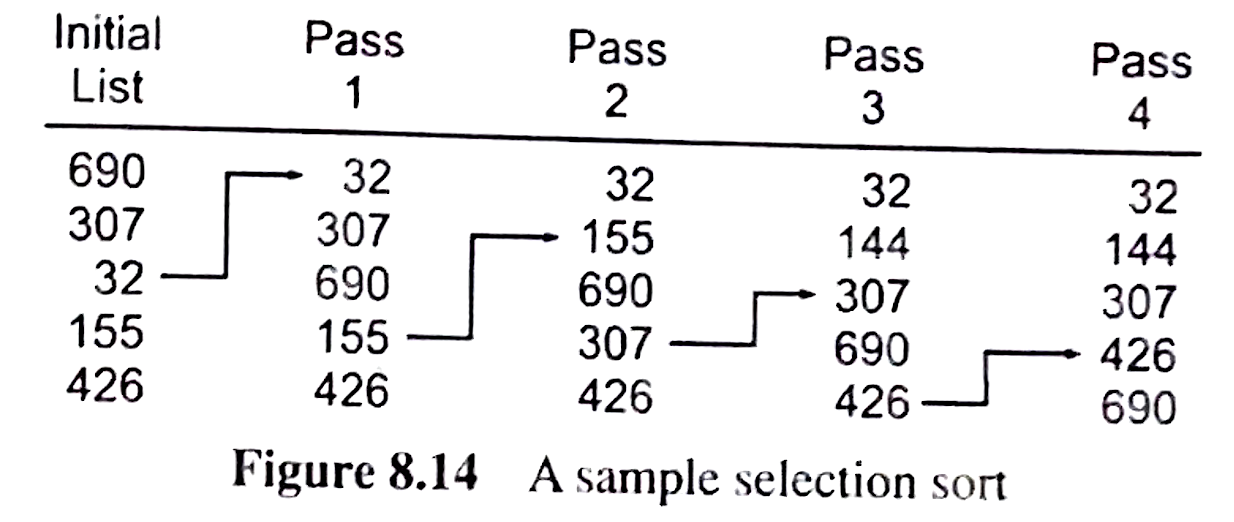 Initial List Pass 1 Pass 2 Pass 3 Pass 4
690 32 32 32 32
307 307 155 144 144
32 690 690 307 307
155 155 307 690 426
426 426 426 426 690
Figure 8.14 A sample selection sort